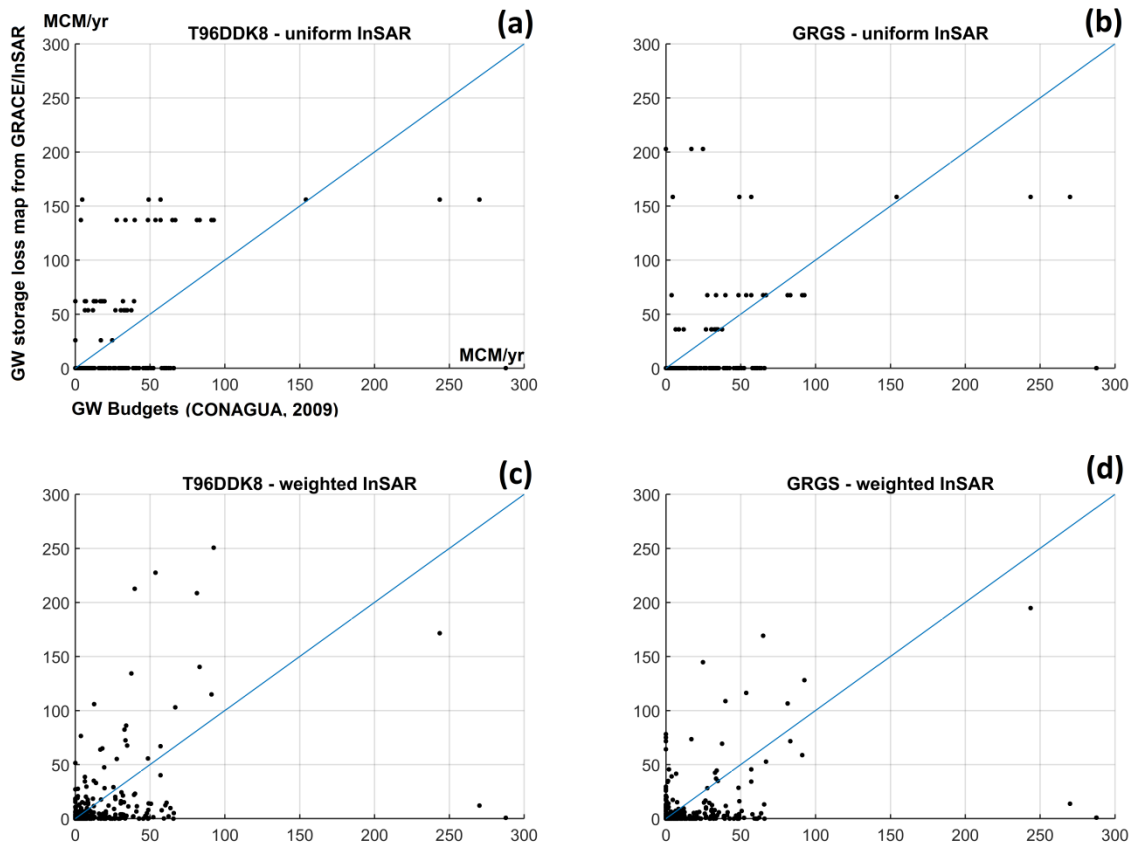 MCM/yr
(a)
T96DDK8 - uniform InSAR
GW storage loss map from GRACE/InSAR
300
250
200
150
100
50
0
MCM/yr
0 50 100 150 200 250 300
GW Budgets (CONAGUA, 2009)
(b)
GRGS - uniform InSAR
300
250
200
150
100
50
0
0 50 100 150 200 250 300
(c)
T96DDK8 - weighted InSAR
300
250
200
150
100
50
0
0 50 100 150 200 250 300
(d)
GRGS - weighted InSAR
300
250
200
150
100
50
0
0 50 100 150 200 250 300